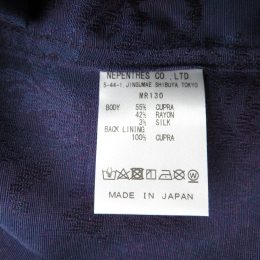 NEPENTHES CO.,LTD
5-44-1, JINGUMAE SHIBUYA TOKYO
MR130
BODY 55% CUPRA
42% RAYON
3% SILK
BACK LINING
100% CUPRA
MADE IN JAPAN